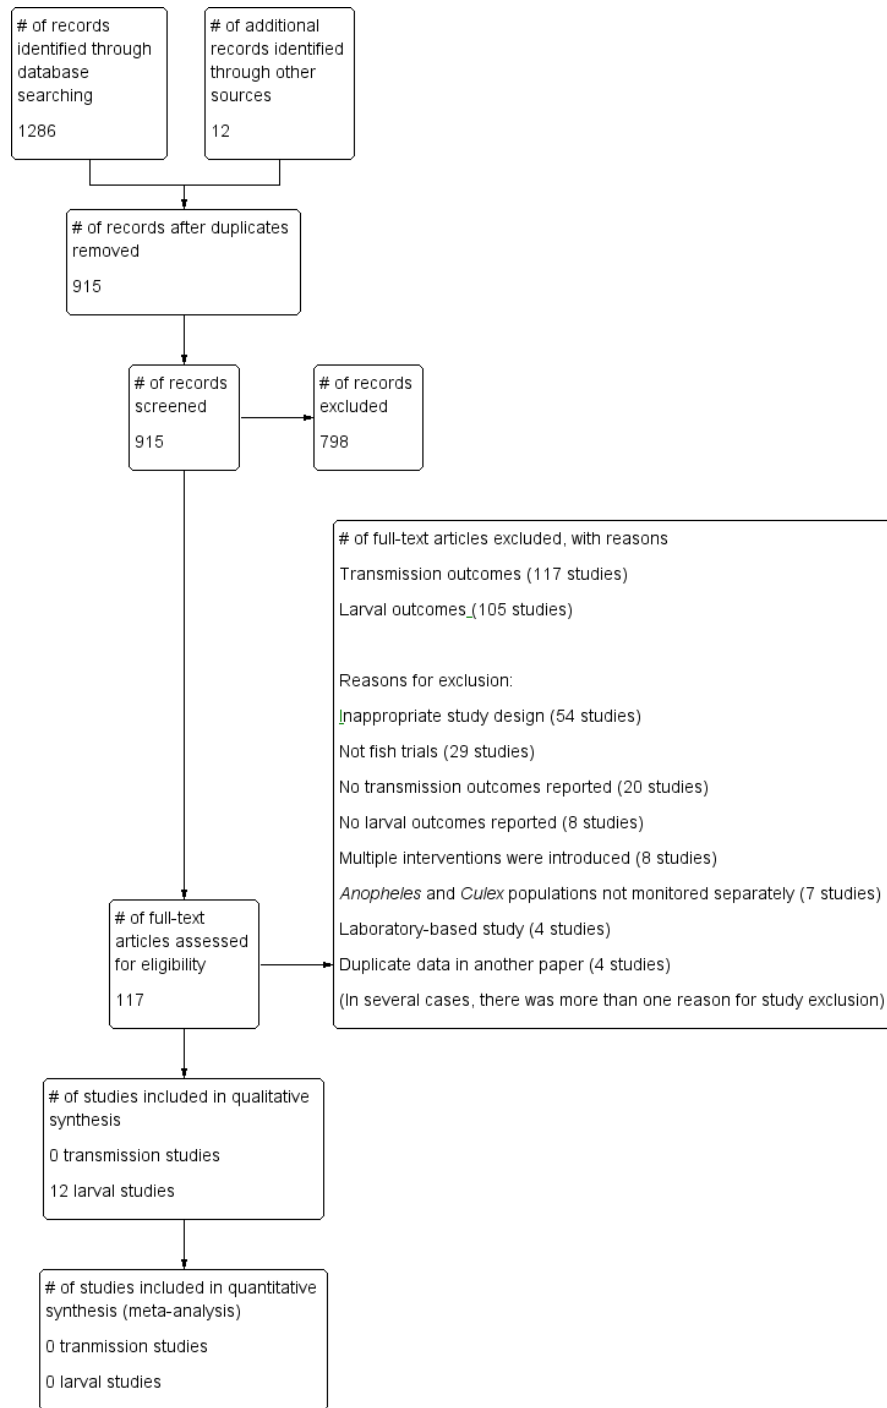 # of records
identified through
database
searching
1286
# of additional
records identified
through other
sources
12
# of records after duplicates
removed
915
# of records
screened
915
# of records
excluded
798
# of full-text articles excluded, with reasons
Transmission outcomes (117 studies)
Larval outcomes (105 studies)
Reasons for exclusion:
Inappropriate study design (54 studies)
Not fish trials (29 studies)
No transmission outcomes reported (20 studies)
No larval outcomes reported (8 studies)
Multiple interventions were introduced (8 studies)
Anopheles and Culex populations not monitored separately (7 studies)
Laboratory-based study (4 studies)
Duplicate data in another paper (4 studies)
(In several cases, there was more than one reason for study exclusion)
# of full-text
articles assessed
for eligibility
117
# of studies included in qualitative
synthesis
0 transmission studies
12 larval studies
# of studies included in quantitative
synthesis (meta-analysis)
0 tranmission studies
0 larval studies